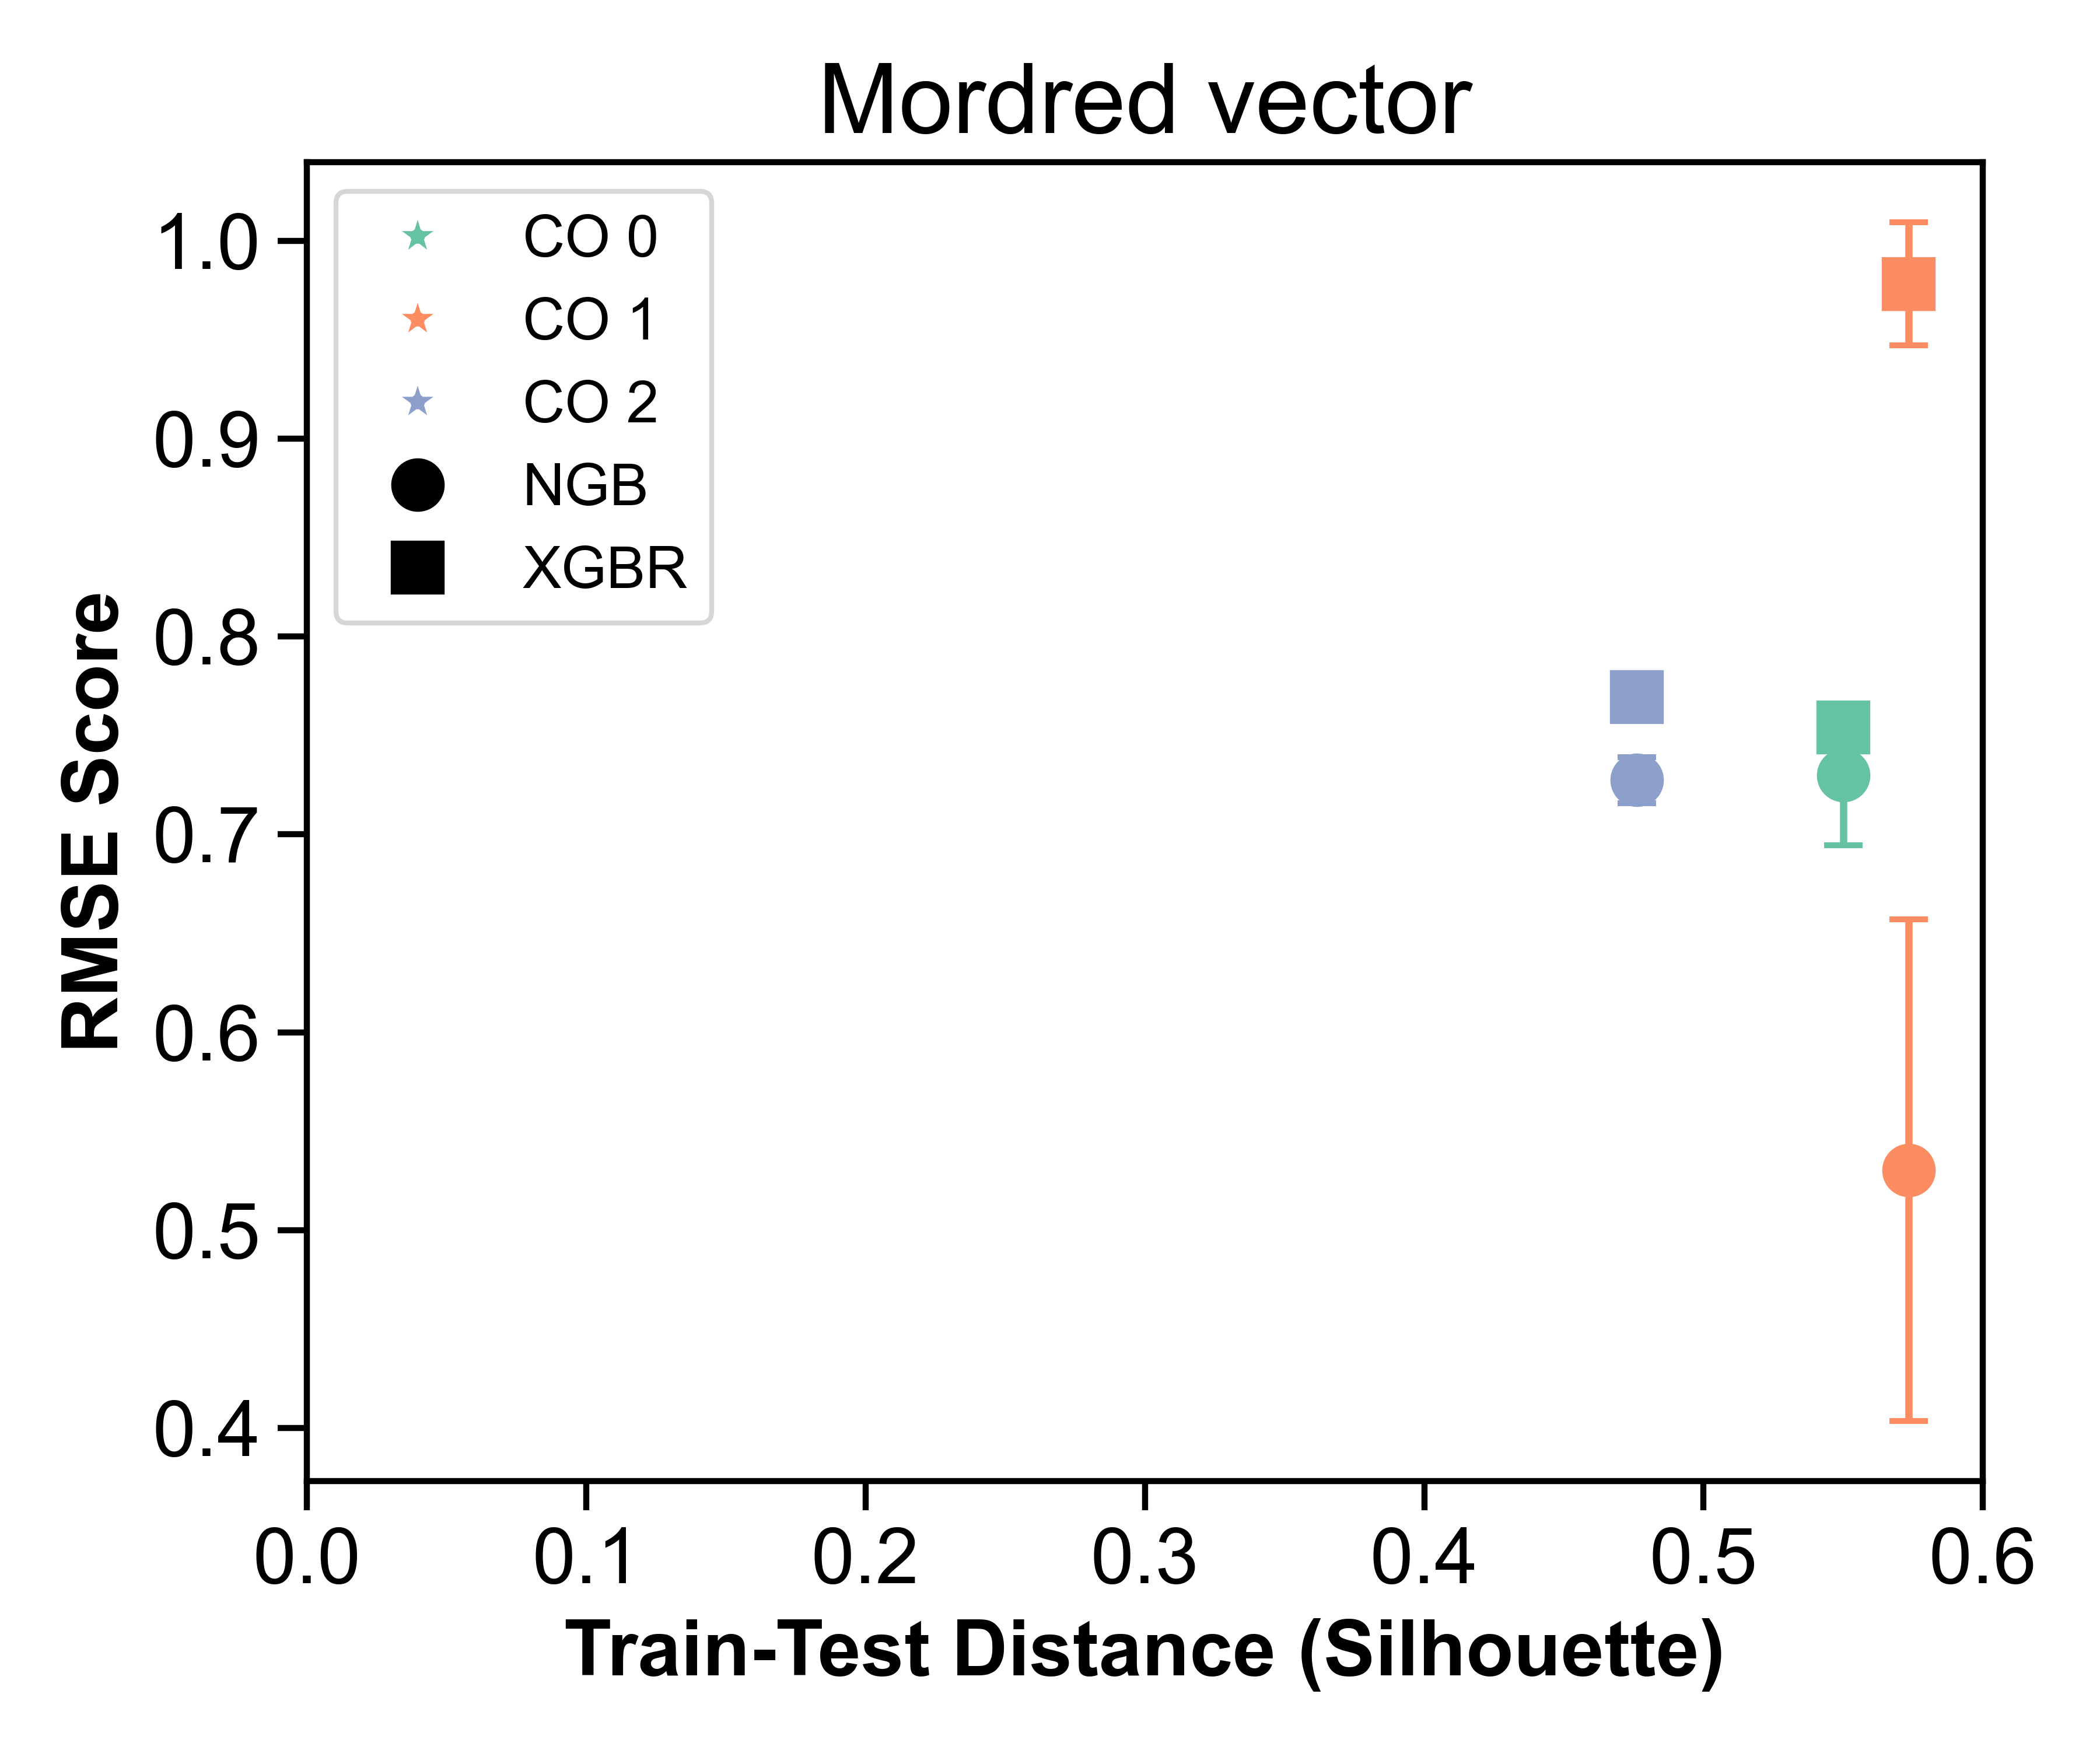 Mordred vector
CO 0
CO 1
CO 2
NGB
XGBR
RMSE Score
1.0
0.9
0.8
0.7
0.6
0.5
0.4
0.0 0.1 0.2 0.3 0.4 0.5 0.6
Train-Test Distance (Silhouette)